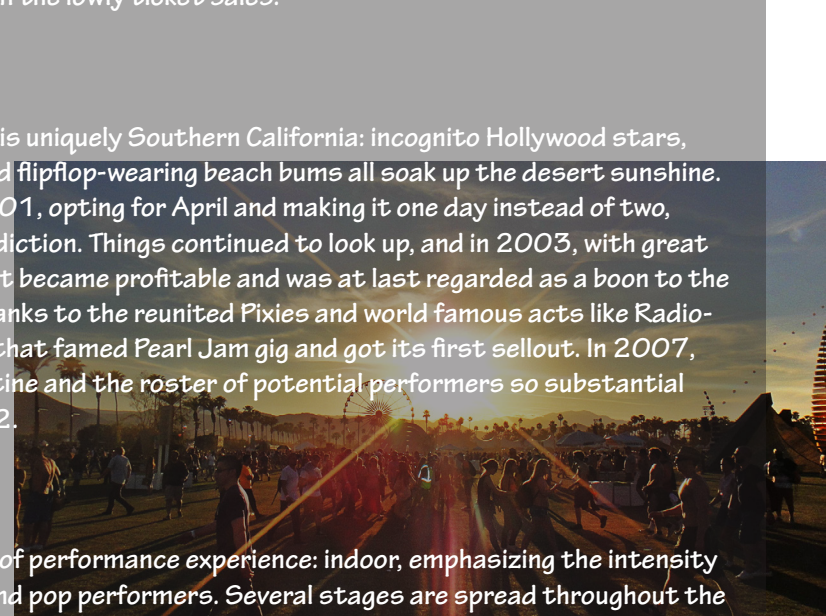 the lowly ticket sales.
is uniquely Southern California: incognito Hollywood stars,
flipflop-wearing beach bums all soak up the desert sunshine.
01, opting for April and making it one day instead of two,
diction. Things continued to look up, and in 2003, with great
t became profitable and was at last regarded as a boon to the
anks to the reunited Pixies and world famous acts like Radio-
that famed Pearl Jam gig and got its first sellout. In 2007,
tine and the roster of potential performers so substantial
2.
of performance experience: indoor, emphasizing the intensity
nd pop performers. Several stages are spread throughout the